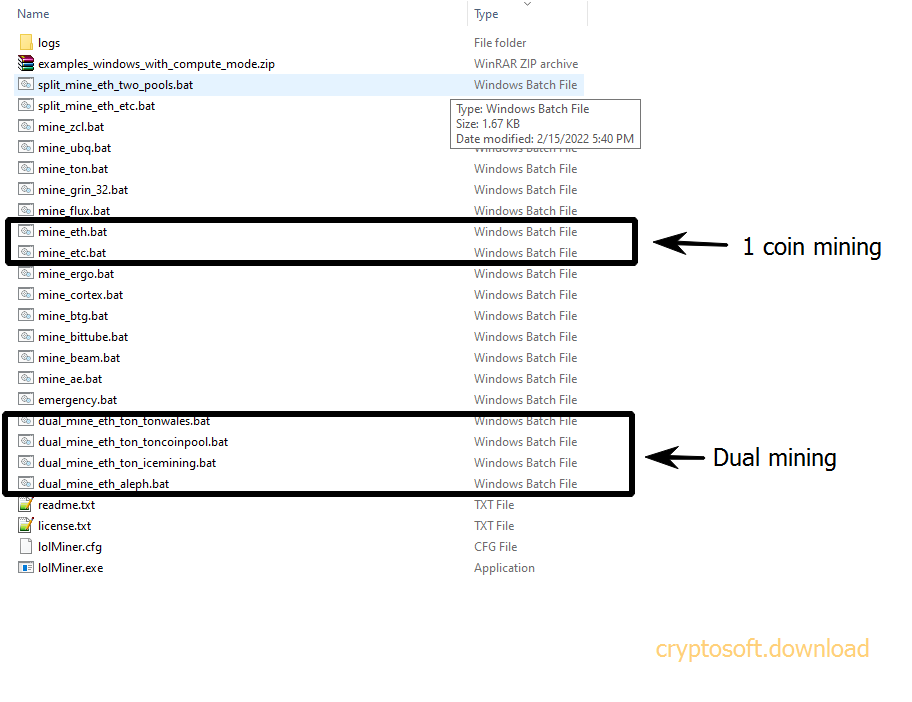 Name Type
logs File folder
examples_windows_with_compute_mode.zip WinRAR ZIP archive
split_mine_eth_two_pools.bat Windows Batch File
split_mine_eth_etc.bat
Type: Windows Batch File
Size: 1.67 KB
Date modified: 2/15/2022 5:40 PM
mine_zcl.bat
mine_ubq.bat Windows Batch File
mine_ton.bat Windows Batch File
mine_grin_32.bat Windows Batch File
mine_flux.bat Windows Batch File
mine_eth.bat Windows Batch File
1 coin mining
mine_etc.bat Windows Batch File
mine_ergo.bat Windows Batch File
mine_cortex.bat Windows Batch File
mine_btg.bat Windows Batch File
mine_bittube.bat Windows Batch File
mine_beam.bat Windows Batch File
mine_ae.bat Windows Batch File
emergency.bat Windows Batch File
dual_mine_eth_ton_tonwales.bat Windows Batch File
dual_mine_eth_ton_toncoinpool.bat Windows Batch File
Dual mining
dual_mine_eth_ton_icemining.bat Windows Batch File
dual_mine_eth_aleph.bat Windows Batch File
readme.txt TXT File
license.txt TXT File
lolMiner.cfg CFG File
lolMiner.exe Application
cryptosoft.download